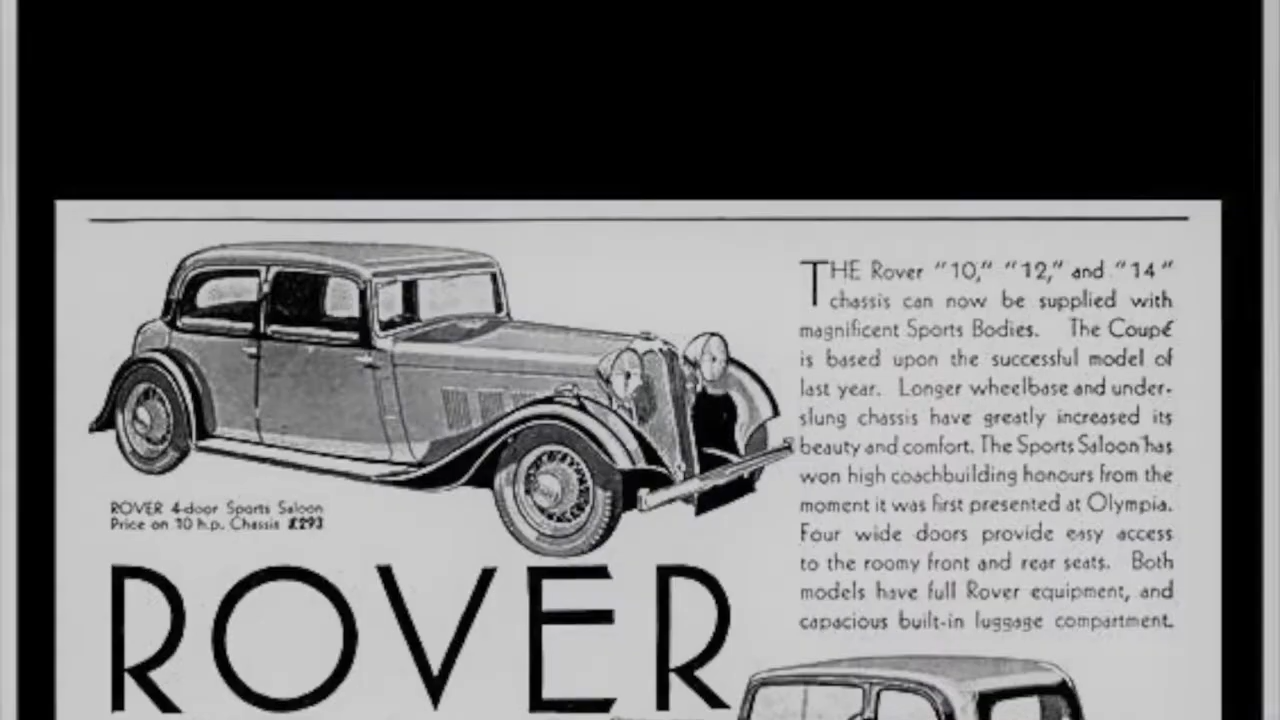 THE Rover "10," "12," and "14"
chassis can now be supplied with
magnificent Sports Bodies. The Coupé
is based upon the successful model of
last year. Longer wheelbase and under-
slung chassis have greatly increased its
beauty and comfort. The Sports Saloon has
won high coachbuilding honours from the
moment it was first presented at Olympia.
Four wide doors provide easy access
to the roomy front and rear seats. Both
models have full Rover equipment, and
capacious built-in luggage compartment.
ROVER 4-door Sports Saloon
Price on 10 h.p. Chassis £293
ROVER